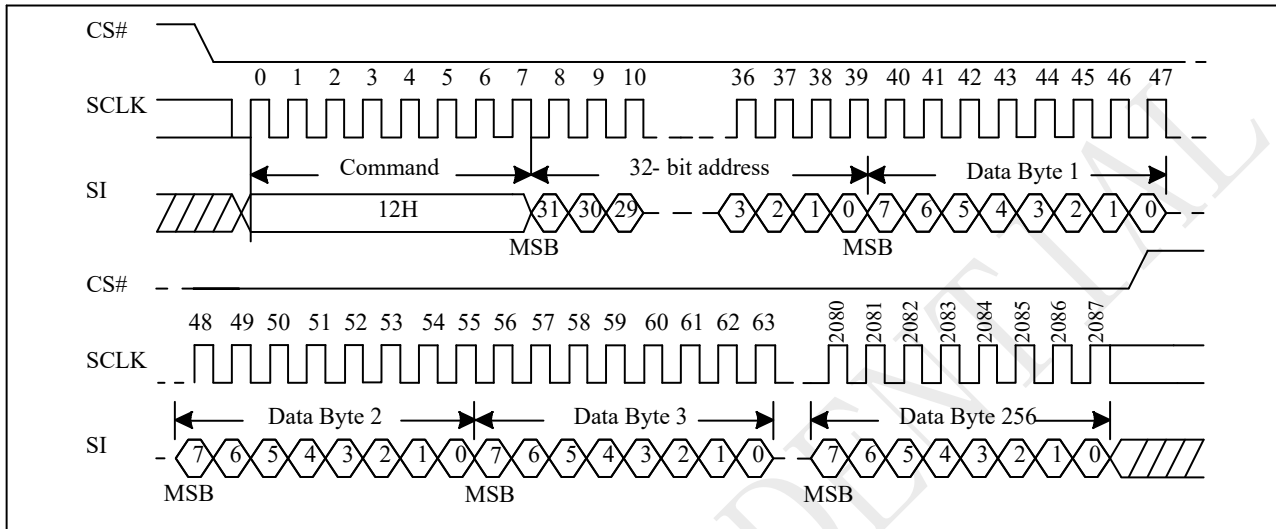 CS#
0 1 2 3 4 5 6 7 8 9 10 36 37 38 39 40 41 42 43 44 45 46 47
SCLK
Command 32- bit address Data Byte 1
SI
12H 31 30 29 3 2 1 0 7 6 5 4 3 2 1 0
MSB MSB
CS#
48 49 50 51 52 53 54 55 56 57 58 59 60 61 62 63 2080 2081 2082 2083 2084 2085 2086 2087
SCLK
Data Byte 2 Data Byte 3 Data Byte 256
SI
7 6 5 4 3 2 1 0 7 6 5 4 3 2 1 0 7 6 5 4 3 2 1 0
MSB MSB MSB
DENTIAL